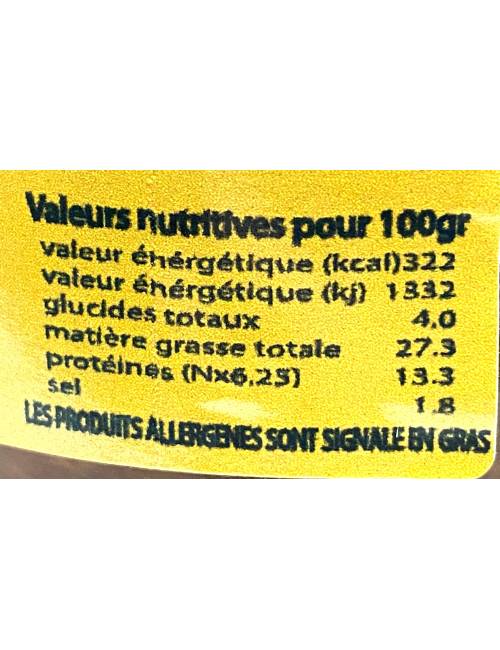 Valeurs nutritives pour 100gr
valeur énérgétique (kcal)322
valeur énérgétique (kj) 1332
glucides totaux 4,0
matière grasse totale 27.3
protéines (Nx6,25) 13.3
sel 1.8
LES PRODUITS ALLERGENES SONT SIGNALE EN GRAS